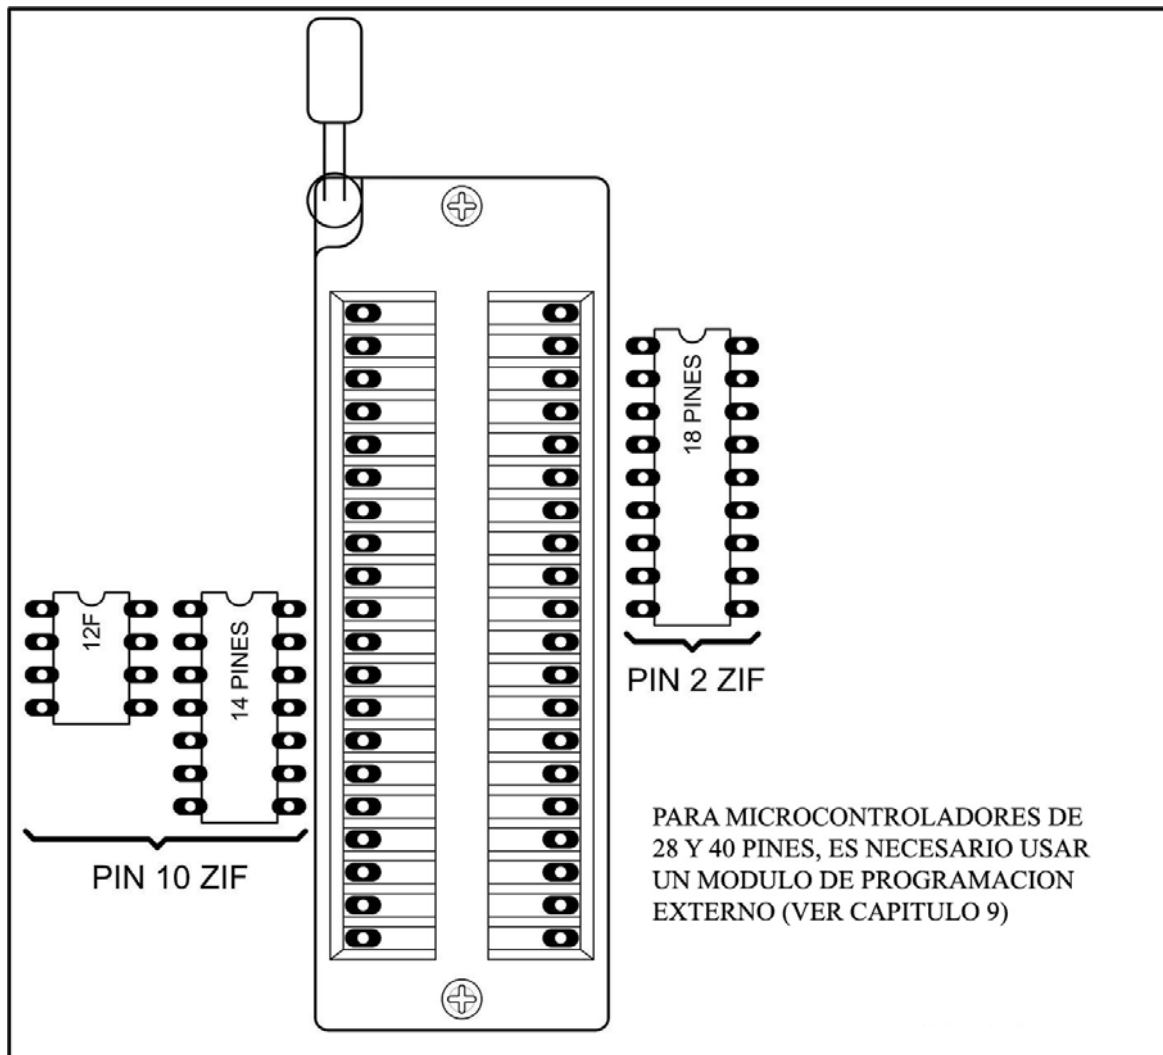 18 PINES
PIN 2 ZIF
12F
14 PINES
PIN 10 ZIF
PARA MICROCONTROLADORES DE
28 Y 40 PINES, ES NECESARIO USAR
UN MODULO DE PROGRAMACION
EXTERNO (VER CAPITULO 9)